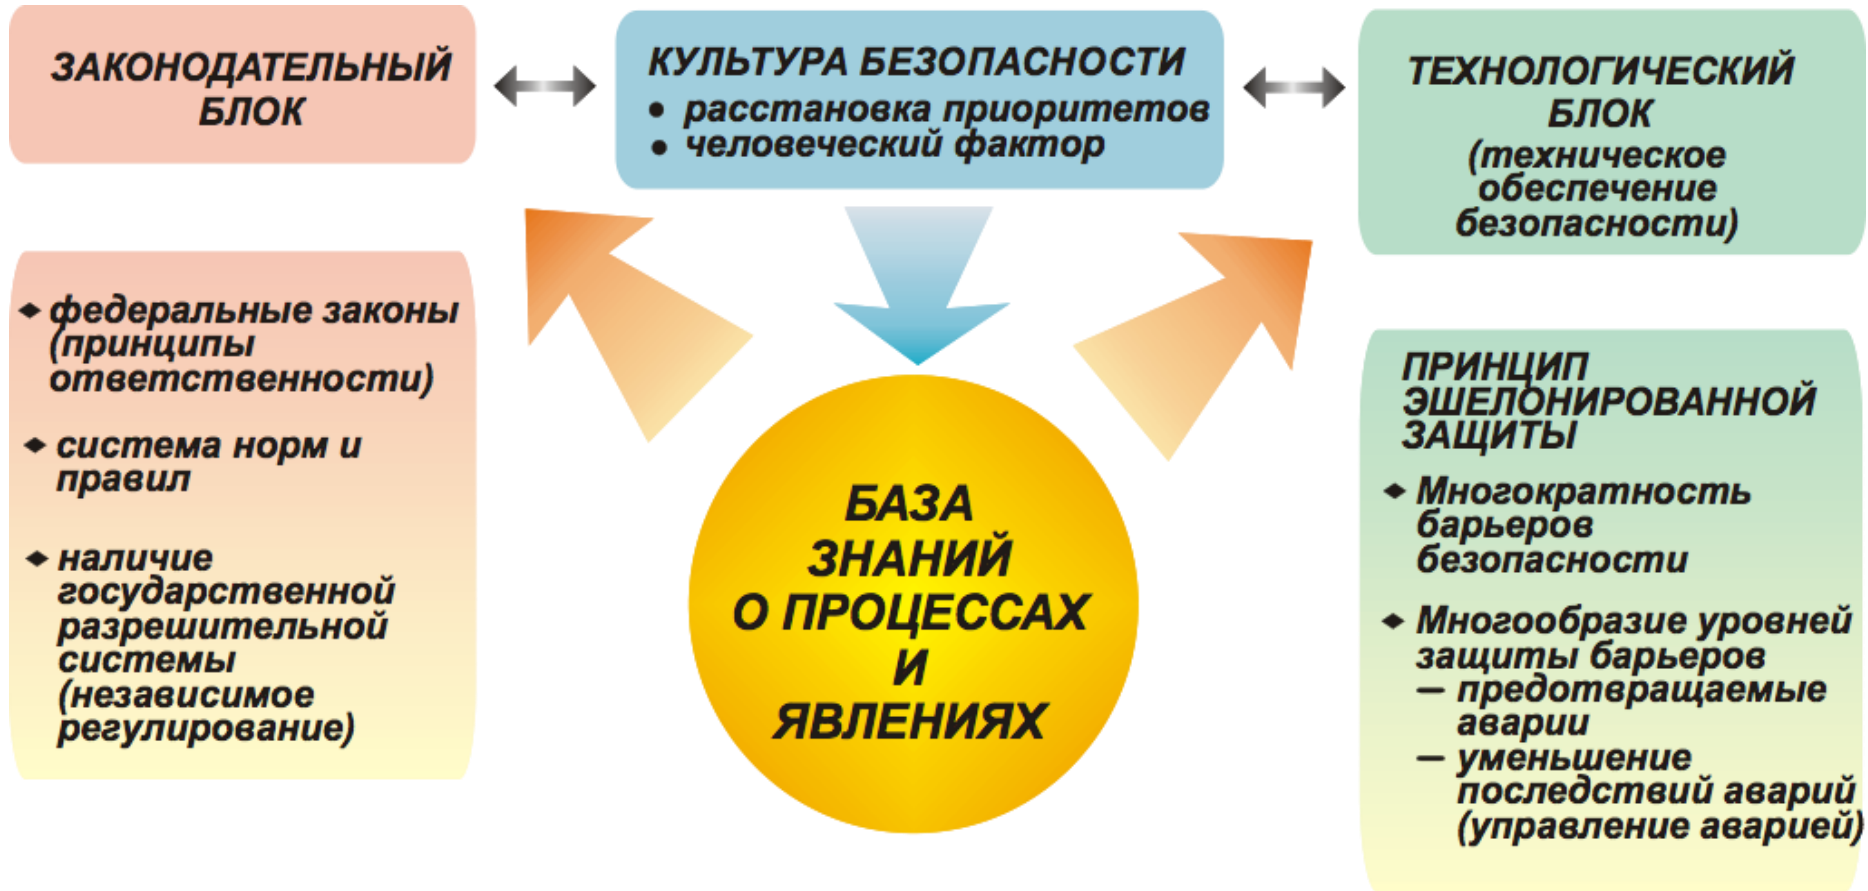 ЗАКОНОДАТЕЛЬНЫЙ
БЛОК
КУЛЬТУРА БЕЗОПАСНОСТИ
• расстановка приоритетов
• человеческий фактор
ТЕХНОЛОГИЧЕСКИЙ
БЛОК
(техническое
обеспечение
безопасности)
◆ федеральные законы
(принципы
ответственности)
◆ система норм и
правил
◆ наличие
государственной
разрешительной
системы
(независимое
регулирование)
БАЗА
ЗНАНИЙ
О ПРОЦЕССАХ
И
ЯВЛЕНИЯХ
ПРИНЦИП
ЭШЕЛОНИРОВАННОЙ
ЗАЩИТЫ
◆ Многократность
барьеров
безопасности
◆ Многообразие уровней
защиты барьеров
– предотвращаемые
аварии
– уменьшение
последствий аварий
(управление аварией)